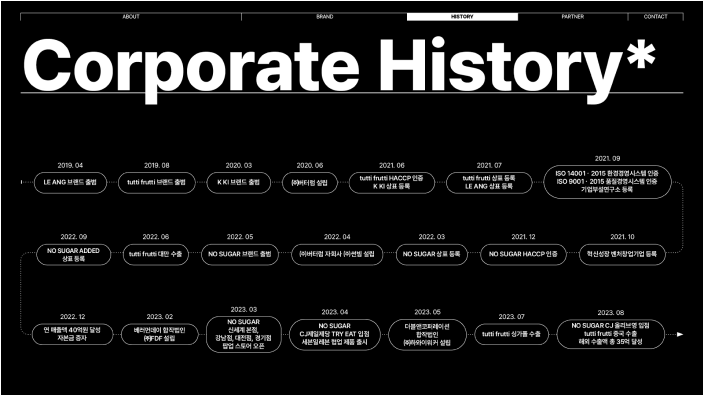 ABOUT
BRAND
HISTORY
PARTNER
CONTACT
Corporate History*
2019. 04
LE ANG 브랜드 출범
2019. 08
tutti frutti 브랜드 출범
2020. 03
K KI 브랜드 출범
2020. 06
㈜버터럼 설립
2021. 06
tutti frutti HACCP 인증
K KI 상표 등록
2021. 07
tutti frutti 상표 등록
LE ANG 상표 등록
2021. 09
ISO 14001 · 2015 환경경영시스템 인증
ISO 9001 · 2015 품질경영시스템 인증
기업부설연구소 등록
2022. 09
NO SUGAR ADDED
상표 등록
2022. 06
tutti frutti 대만 수출
2022. 05
NO SUGAR 브랜드 출범
2022. 04
㈜버터럼 자회사 ㈜선빔 설립
2022. 03
NO SUGAR 상표 등록
2021. 12
NO SUGAR HACCP 인증
2021. 10
혁신성장 벤처창업기업 등록
2022. 12
연 매출액 40억원 달성
자본금 증자
2023. 02
베러먼데이 합작법인
㈜FDF 설립
2023. 03
NO SUGAR
신세계 본점,
강남점, 대전점, 경기점
팝업 스토어 오픈
2023. 04
NO SUGAR
CJ제일제당 TRY EAT 입점
세븐일레븐 협업 제품 출시
2023. 05
더블앤코퍼레이션
합작법인
㈜하와이워커 설립
2023. 07
tutti frutti 싱가폴 수출
2023. 08
NO SUGAR CJ 올리브영 입점
tutti frutti 중국 수출
해외 수출액 총 35억 달성